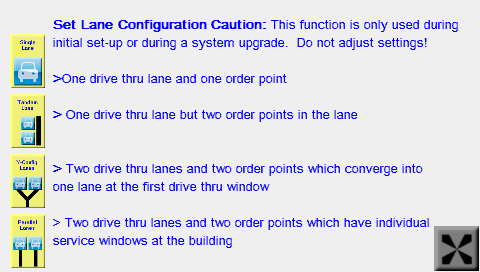 Set Lane Configuration Caution: This function is only used during
initial set-up or during a system upgrade.  Do not adjust settings!
Single
Lane
>One drive thru lane and one order point
Tandem
Lane
> One drive thru lane but two order points in the lane
Y-Config.
Lanes
> Two drive thru lanes and two order points which converge into
one lane at the first drive thru window
Parallel
Lanes
> Two drive thru lanes and two order points which have individual
service windows at the building